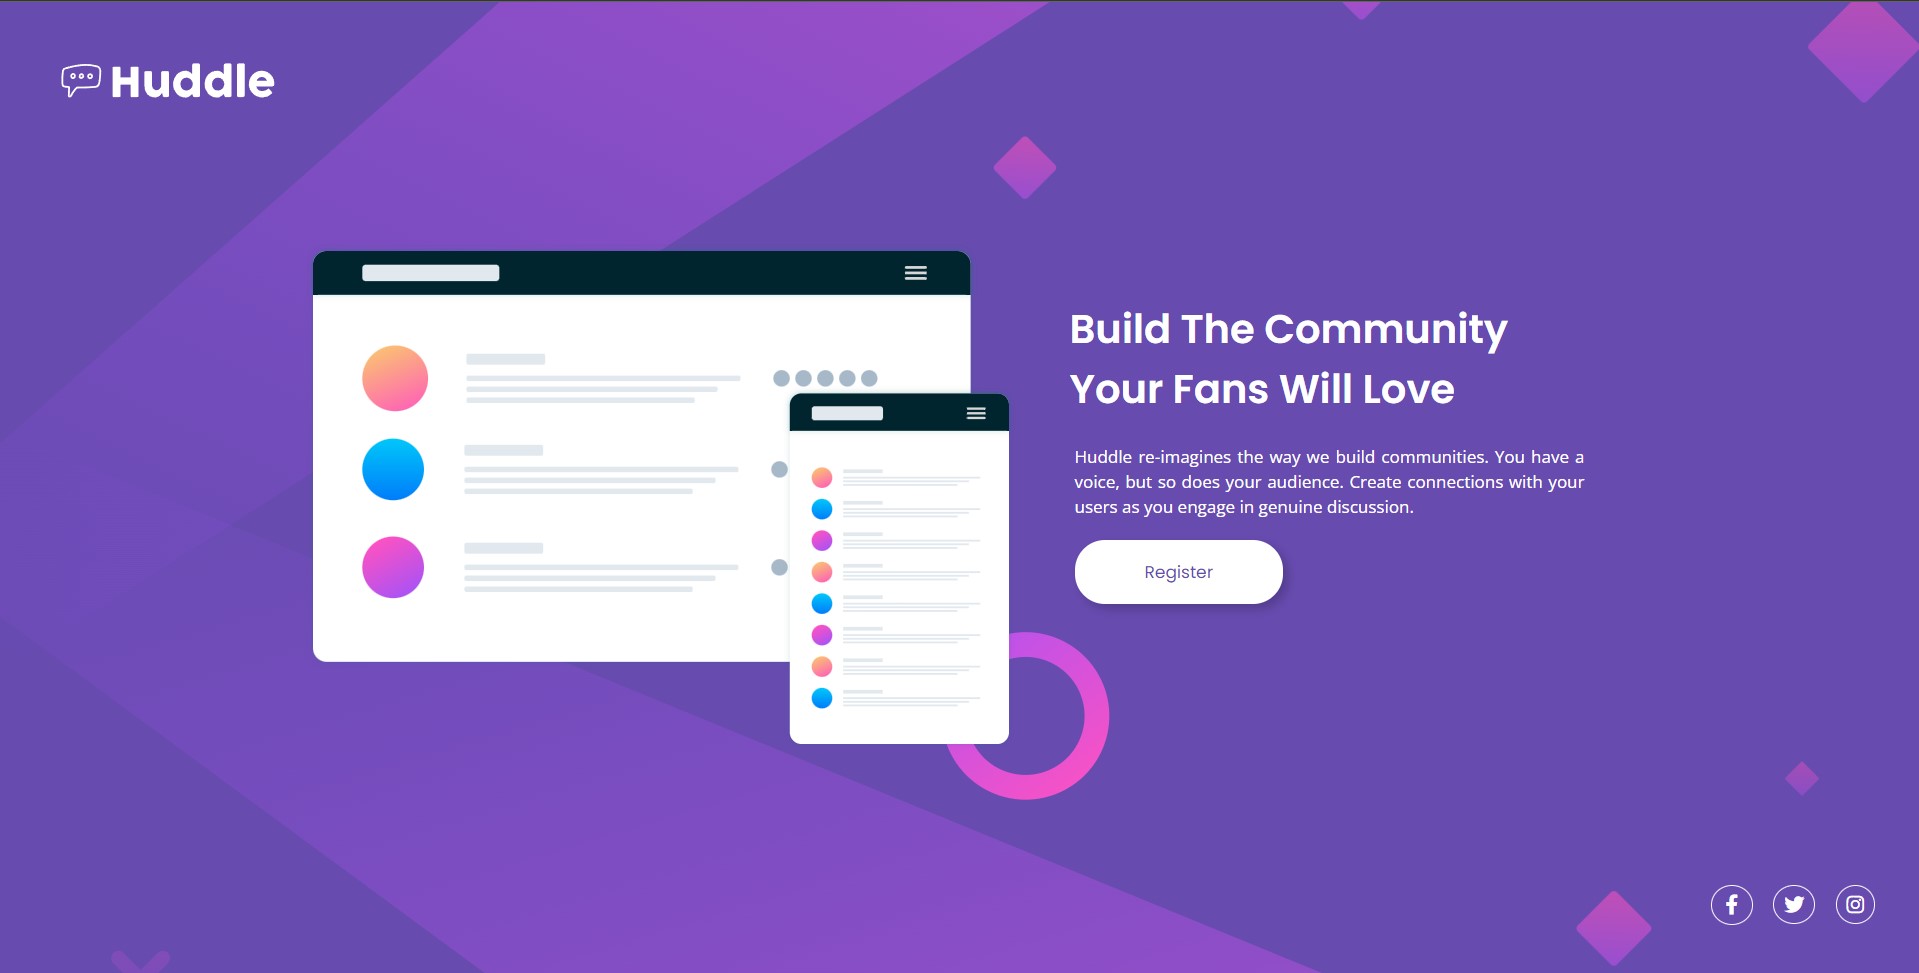 Huddle
Build The Community
Your Fans Will Love
Huddle re-imagines the way we build communities. You have a
voice, but so does your audience. Create connections with your
users as you engage in genuine discussion.
Register